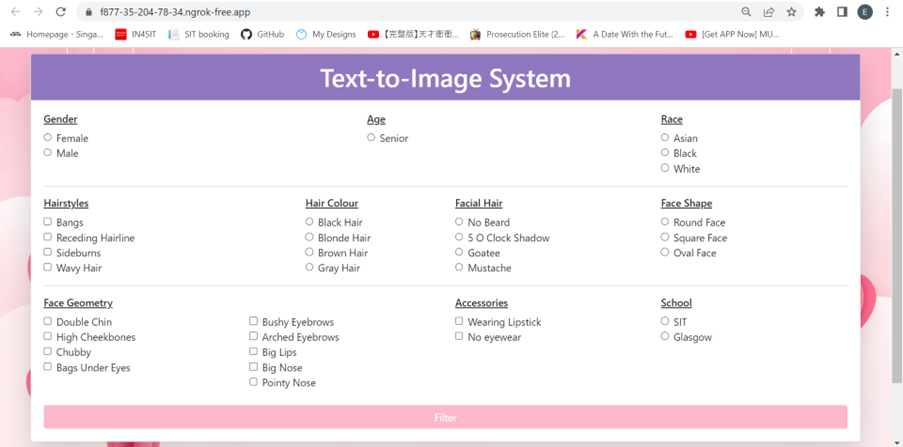 f877-35-204-78-34.ngrok-free.app
E
Homepage - Singa...
IN4SIT
SIT booking
GitHub
My Designs
【完整版】天才衝衝...
Prosecution Elite (2...
A Date With the Fut...
[Get APP Now] MU...
Text-to-Image System
Gender
Female
Male
Age
Senior
Race
Asian
Black
White
Hairstyles
Bangs
Receding Hairline
Sideburns
Wavy Hair
Hair Colour
Black Hair
Blonde Hair
Brown Hair
Gray Hair
Facial Hair
No Beard
5 O Clock Shadow
Goatee
Mustache
Face Shape
Round Face
Square Face
Oval Face
Face Geometry
Double Chin
High Cheekbones
Chubby
Bags Under Eyes
Bushy Eyebrows
Arched Eyebrows
Big Lips
Big Nose
Pointy Nose
Accessories
Wearing Lipstick
No eyewear
School
SIT
Glasgow
Filter